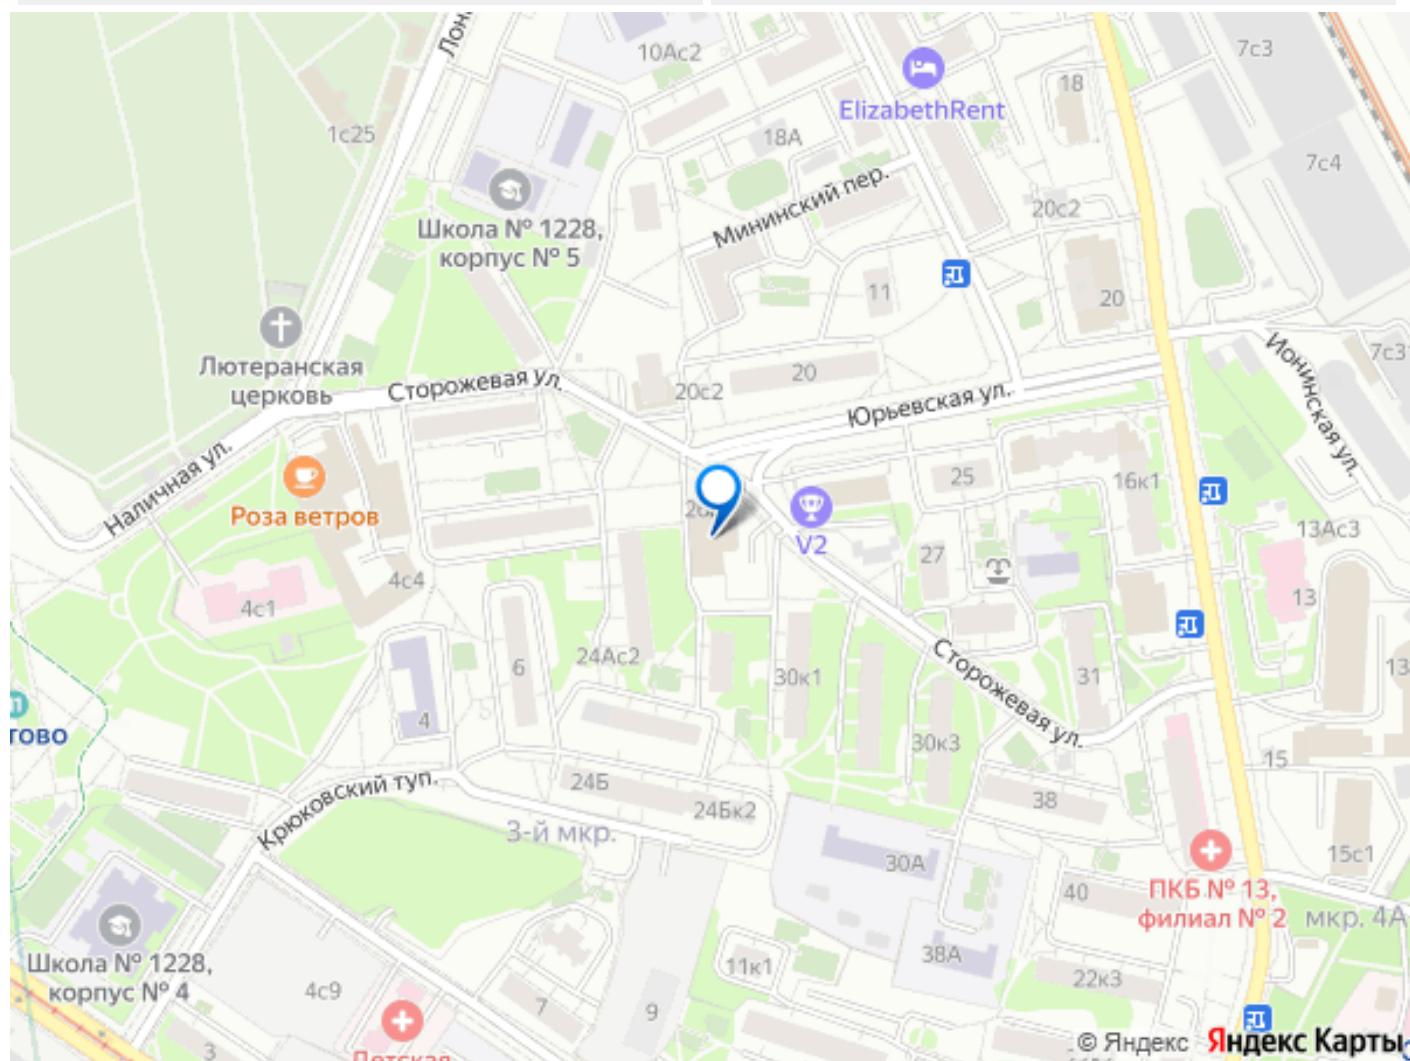 10Ас2
7с3
18
ElizabethRent
1с25
18А
7с4
Мининский пер.
20с2
Школа № 1228,
корпус № 5
11
20
Лютеранская
церковь
Сторожевая ул.
20с2
20
Юрьевская ул.
Ионинская ул.
Наличная ул.
Роза ветров
25
16к1
V2
13Ас3
27
4с4
4с1
13
6
24Ас2
30к1
31
Сторожевая ул.
4
30к3
15
24Б
24Бк2
38
Крюковский туп.
3-й мкр.
30А
15с1
40
ПКБ № 13,
филиал № 2
мкр. 4А
38А
Школа № 1228,
корпус № 4
4с9
11к1
22к3
7
9
3
© Яндекс Яндекс Карты